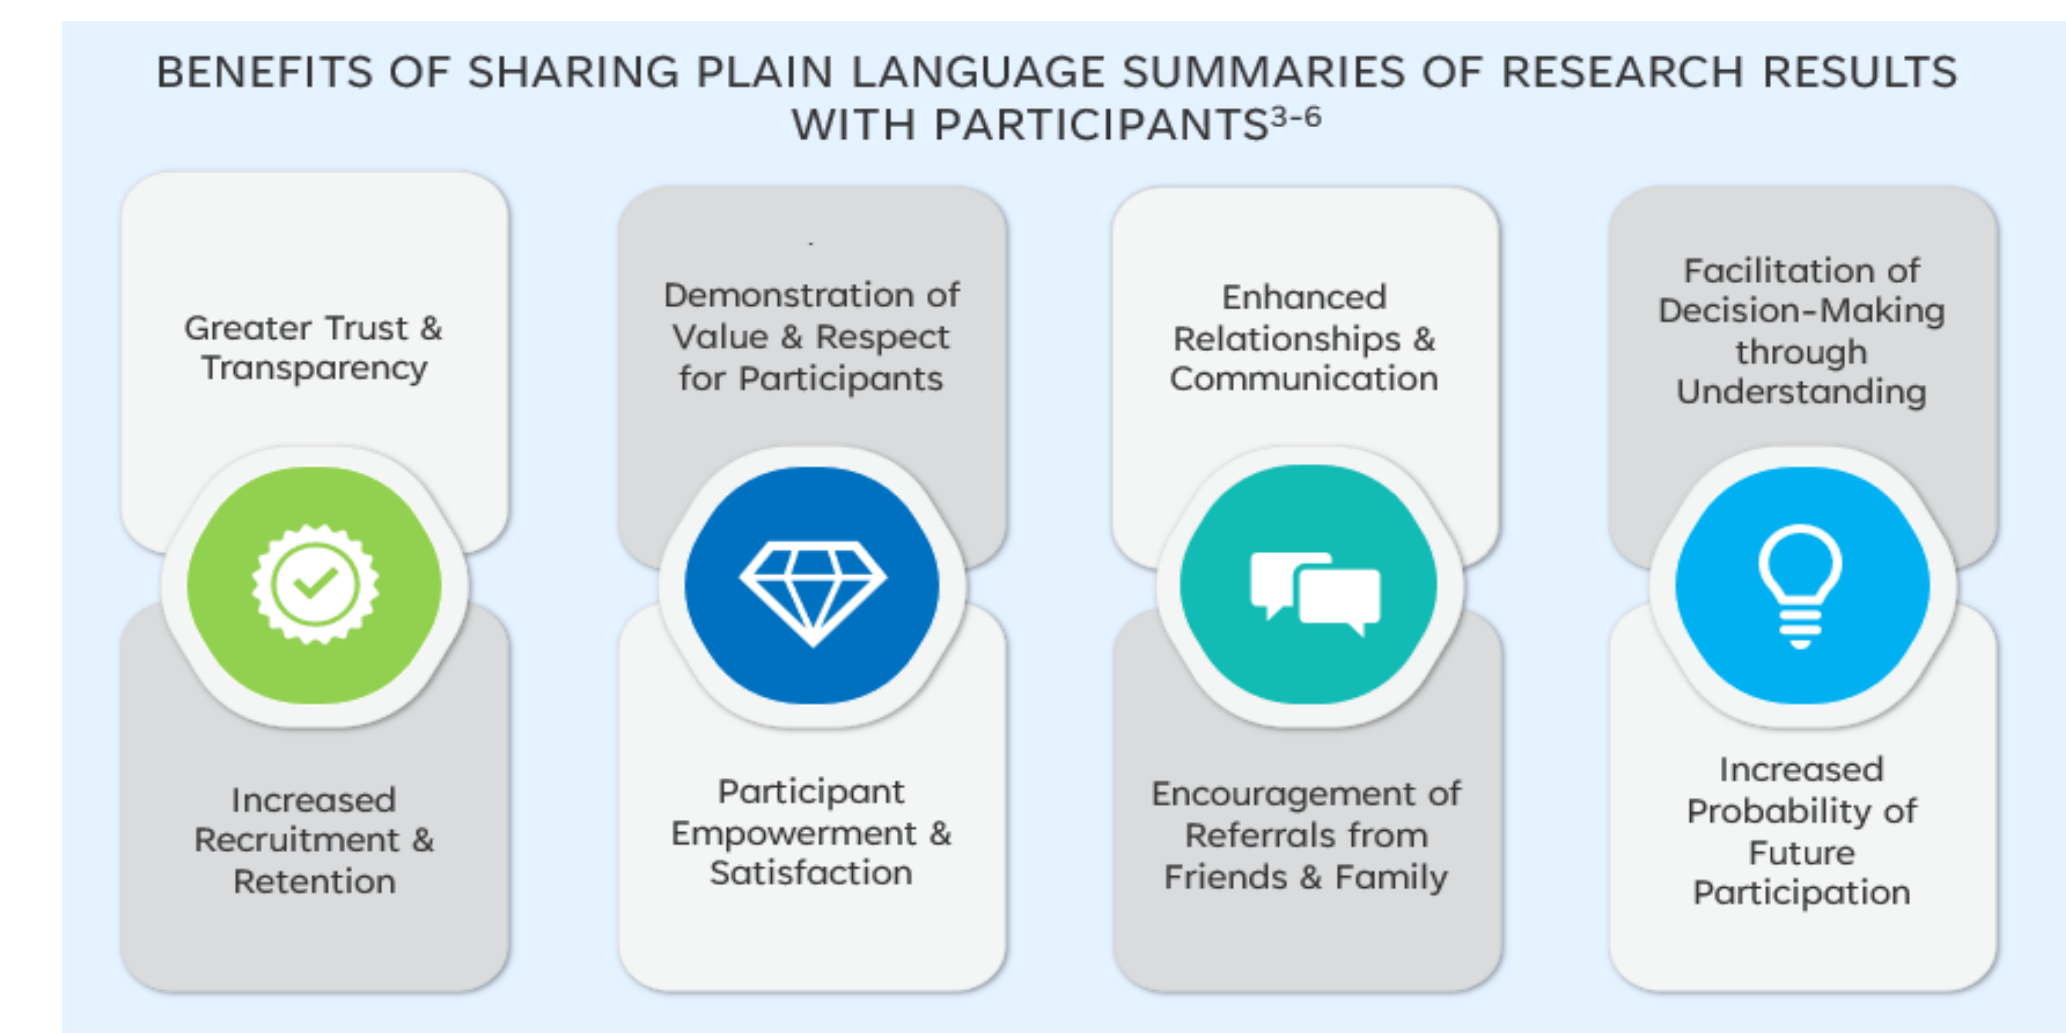 BENEFITS OF SHARING PLAIN LANGUAGE SUMMARIES OF RESEARCH RESULTS
WITH PARTICIPANTS³⁻⁶
Greater Trust &
Transparency
.
Demonstration of
Value & Respect
for Participants
Enhanced
Relationships &
Communication
Facilitation of
Decision-Making
through
Understanding
Increased
Recruitment &
Retention
Participant
Empowerment &
Satisfaction
Encouragement of
Referrals from
Friends & Family
Increased
Probability of
Future
Participation